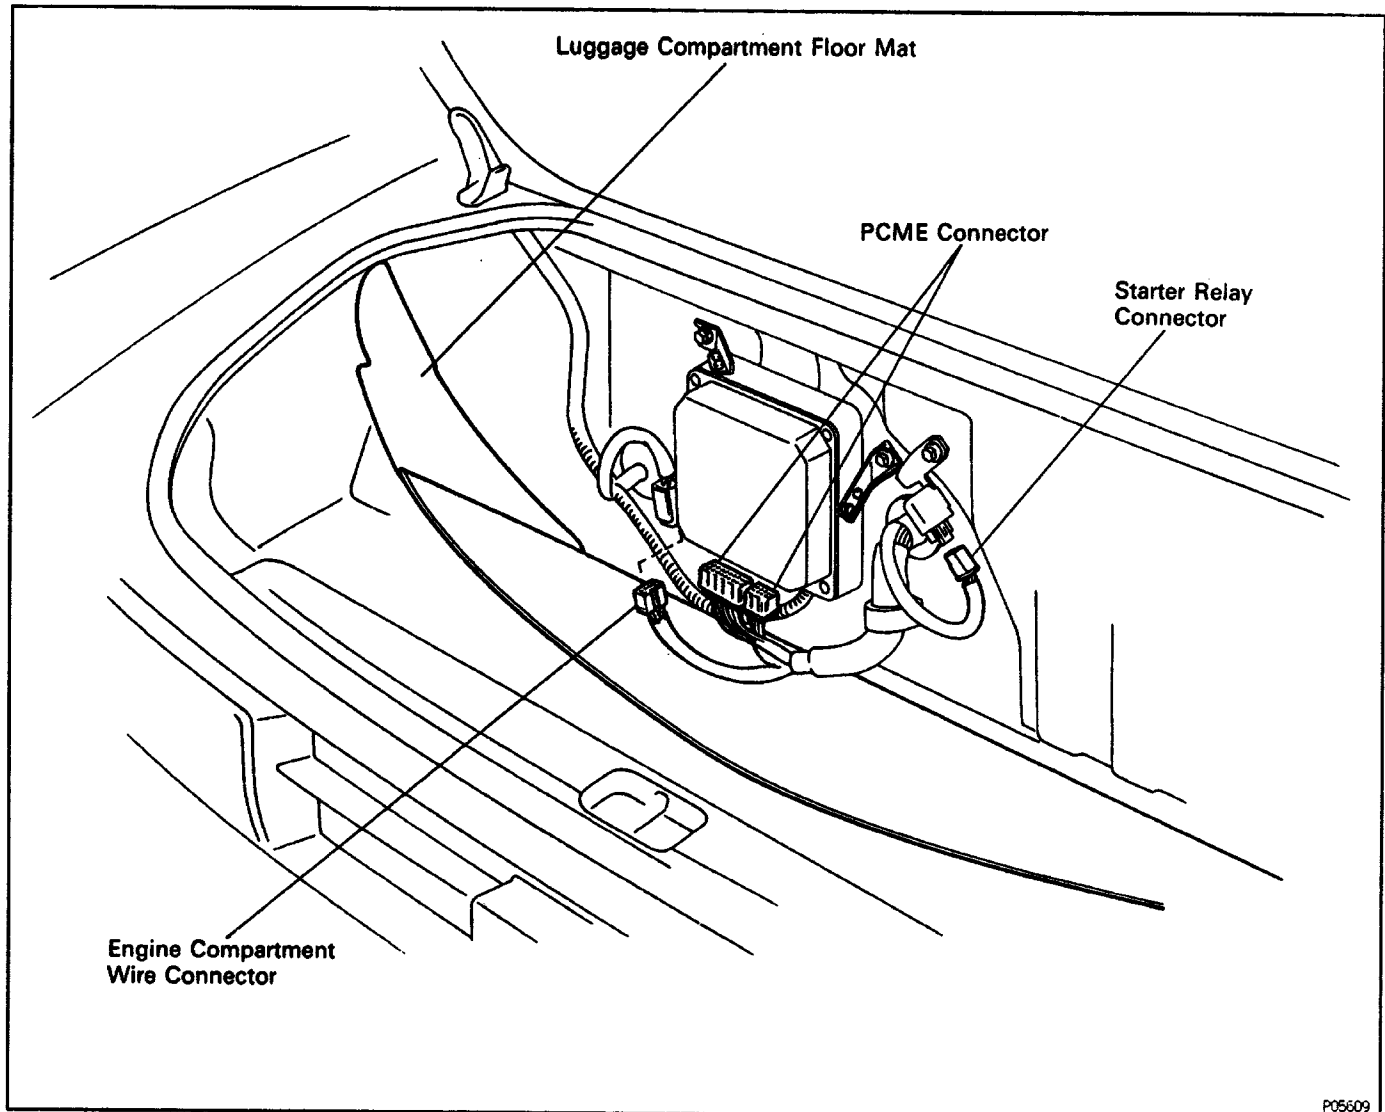 Luggage Compartment Floor Mat
PCME Connector
Starter Relay
Connector
Engine Compartment
Wire Connector
P05609